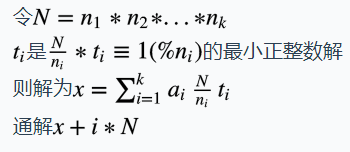 令N = n₁ * n₂*. . . *nₖ
tᵢ是 N/nᵢ * tᵢ ≡ 1(%nᵢ)的最小正整数解
则解为x = ∑ᵢ₌₁ᵏ aᵢ N/nᵢ tᵢ
通解x + i * N